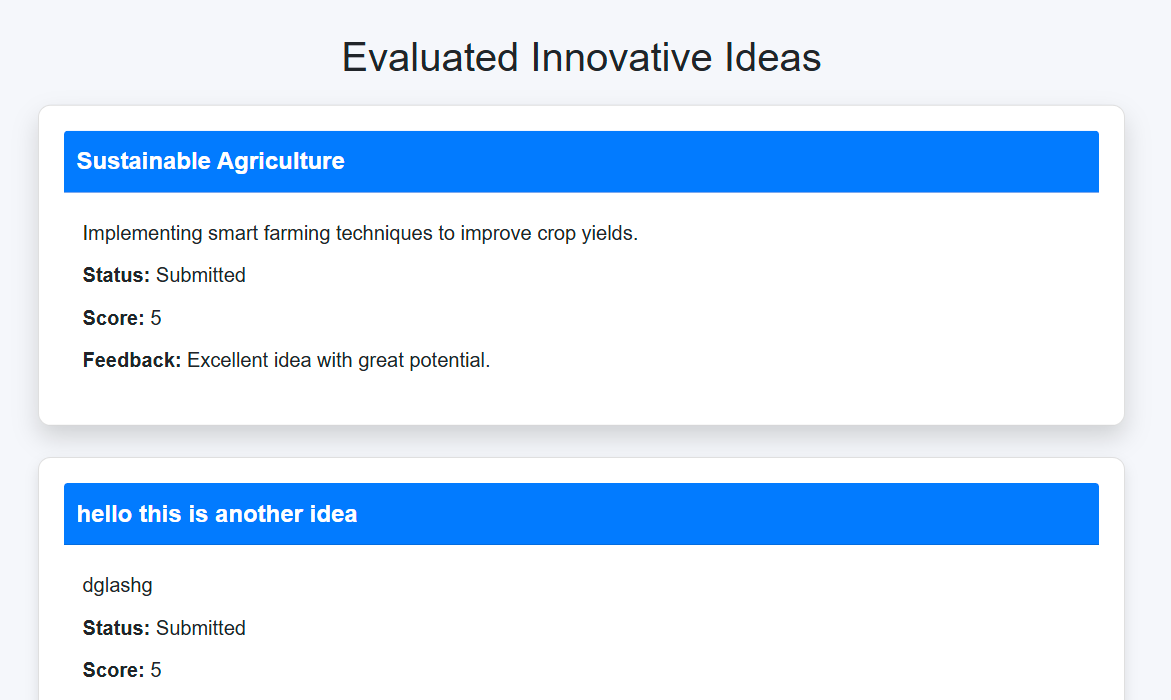 Evaluated Innovative Ideas
Sustainable Agriculture
Implementing smart farming techniques to improve crop yields.
Status: Submitted
Score: 5
Feedback: Excellent idea with great potential.
hello this is another idea
dglashg
Status: Submitted
Score: 5